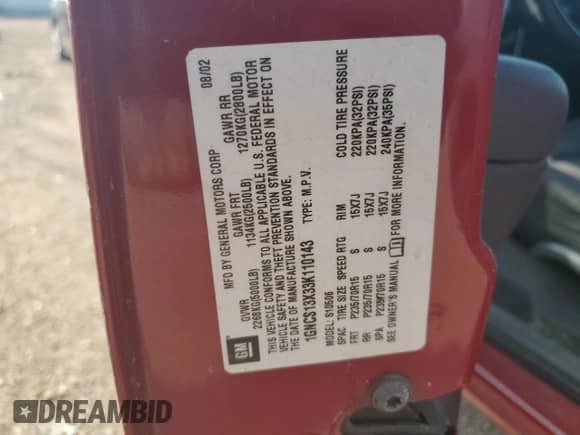 MFD BY GENERAL MOTORS CORP 08/02
GVWR GAWR FRT GAWR RR
2268KG(5000LB) 1134KG(2500LB) 1270KG(2800LB)
THIS VEHICLE CONFORMS TO ALL APPLICABLE U.S. FEDERAL MOTOR
VEHICLE SAFETY AND THEFT PREVENTION STANDARDS IN EFFECT ON
THE DATE OF MANUFACTURE SHOWN ABOVE.
1GNCS13X33K110143 TYPE: M.P.V.
MODEL: S10506
SPAC TIRE SIZE SPEED RTG RIM COLD TIRE PRESSURE
FRT P235/70R15 S 15X7J 220KPA(32PSI)
RR P235/70R15 S 15X7J 220KPA(32PSI)
SPA S 15X7J 240KPA(35PSI)
SEE OWNER'S MANUAL FOR MORE INFORMATION.
GM
DREAMBID